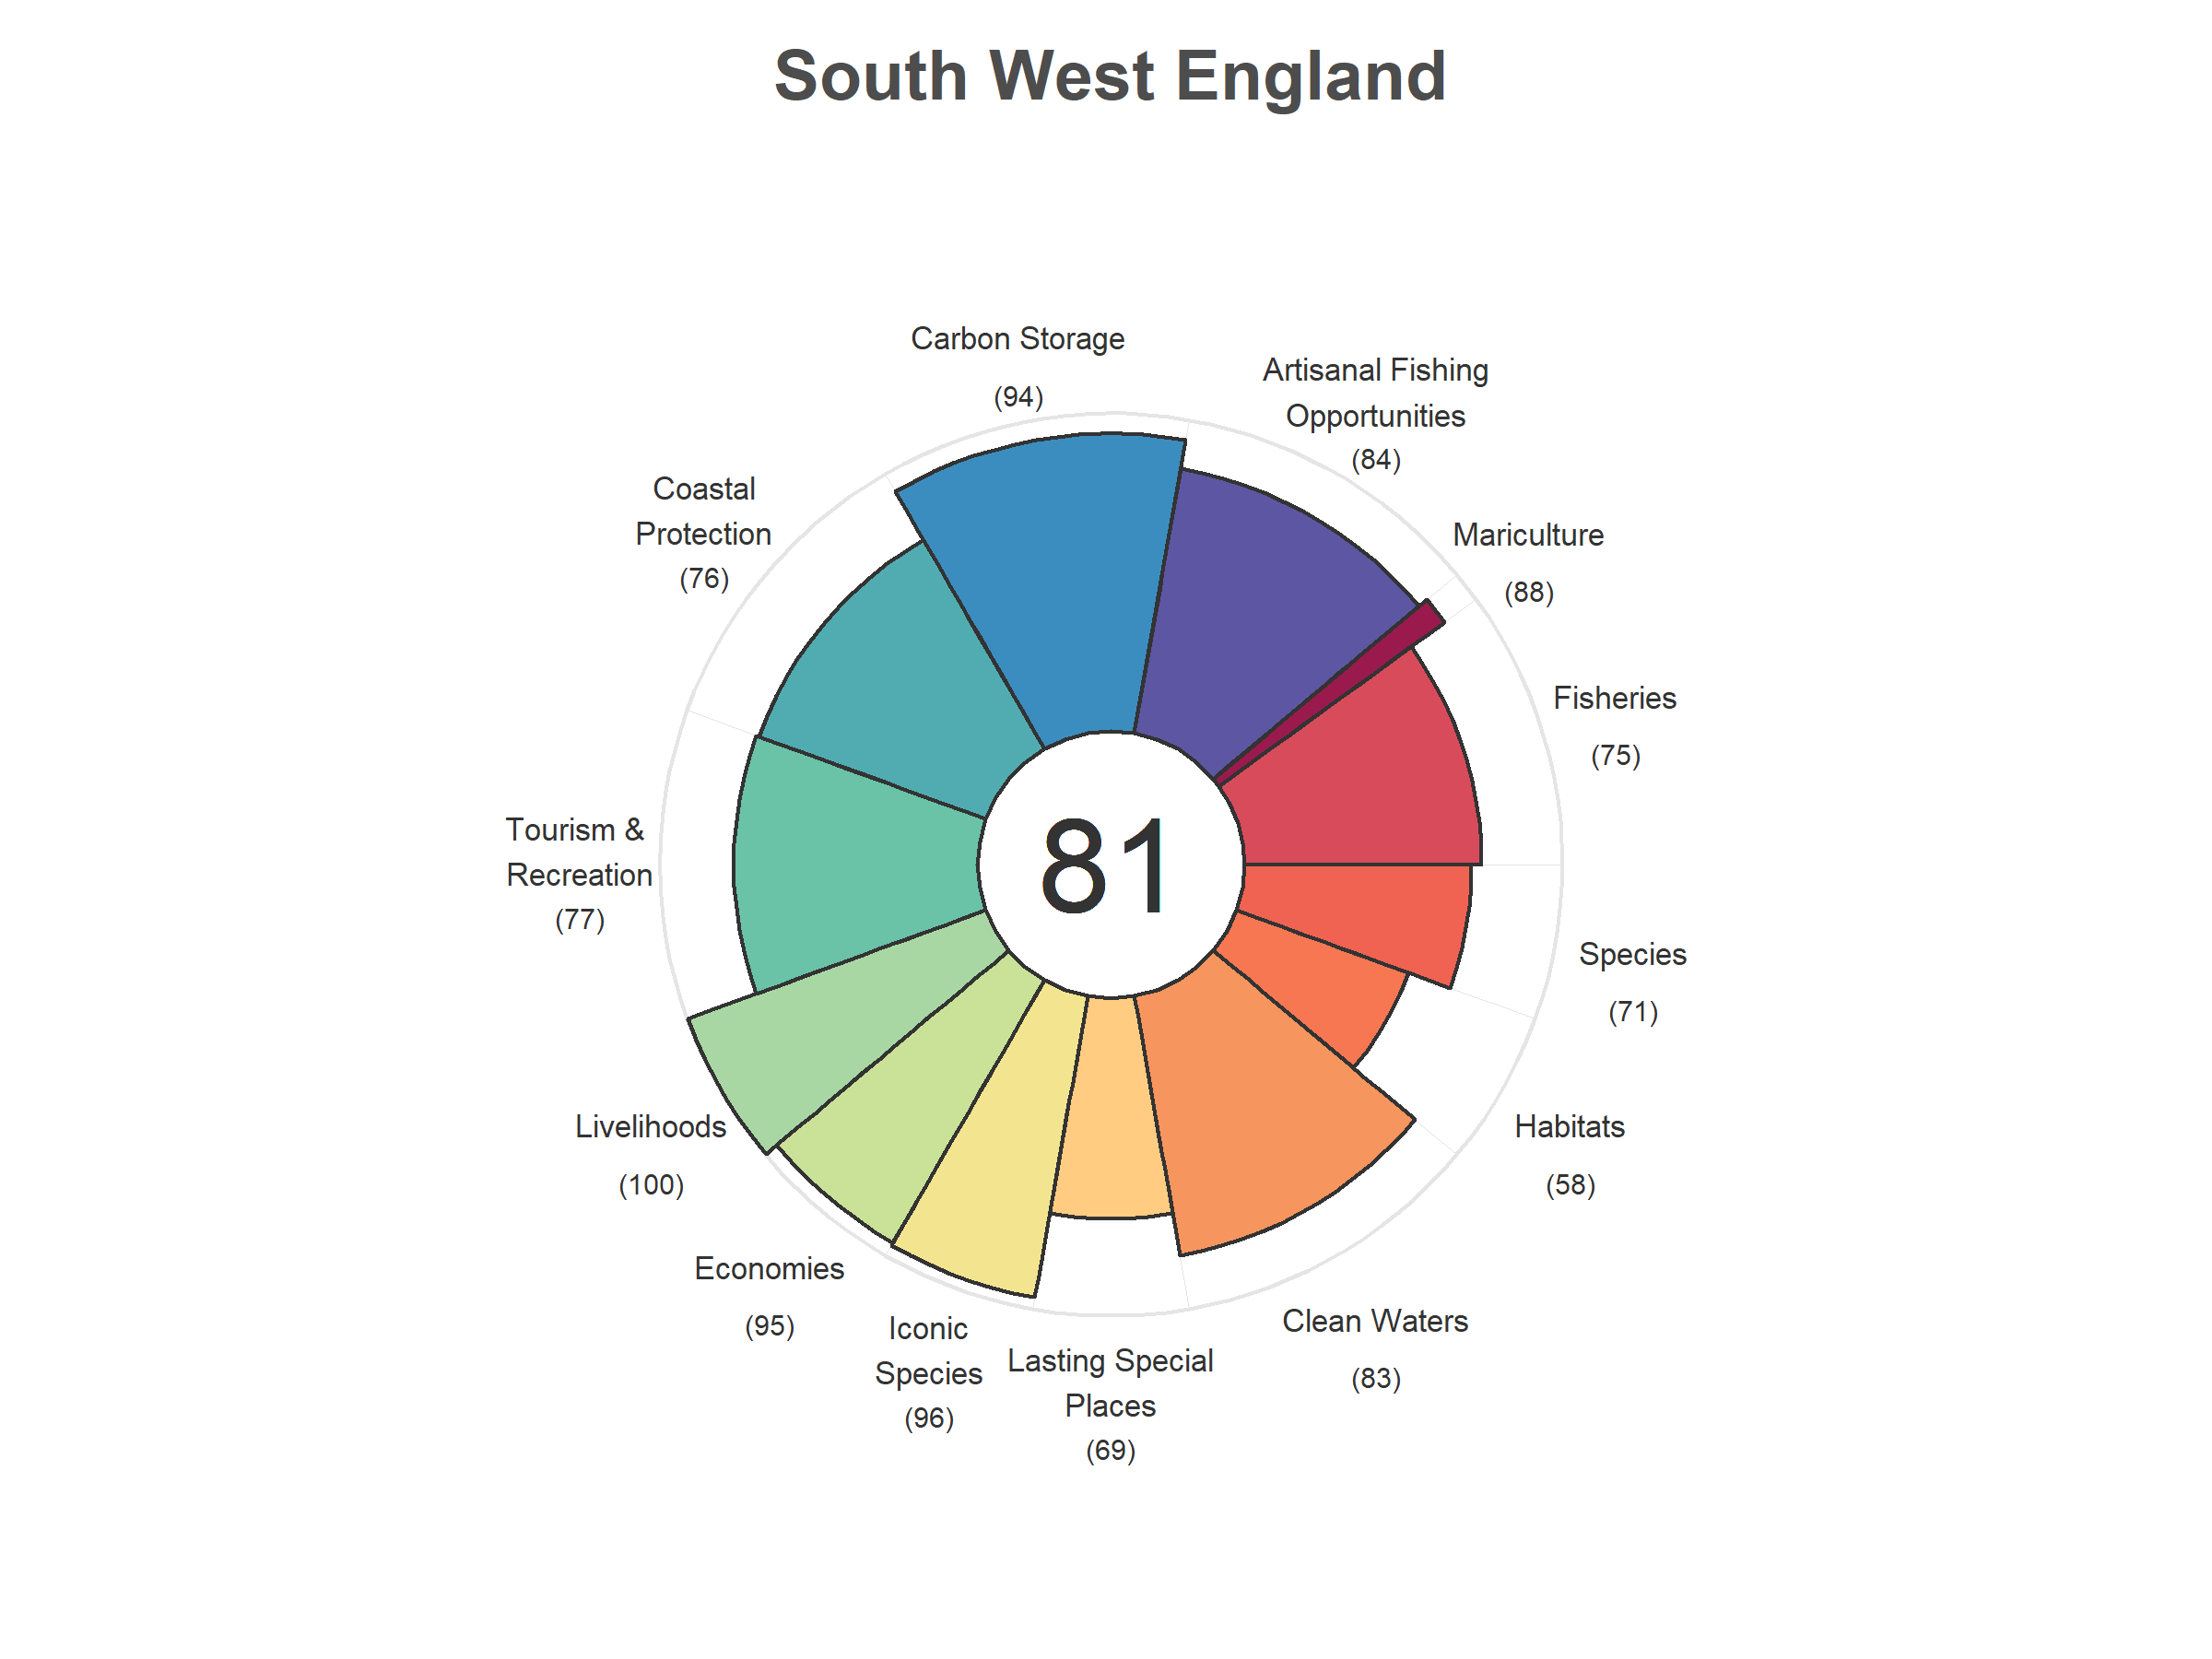 South West England
Carbon Storage
(94)
Artisanal Fishing
Opportunities
(84)
Mariculture
(88)
Fisheries
(75)
Species
(71)
Habitats
(58)
Clean Waters
(83)
Lasting Special
Places
(69)
Iconic
Species
(96)
Economies
(95)
Livelihoods
(100)
Tourism &
Recreation
(77)
Coastal
Protection
(76)
81